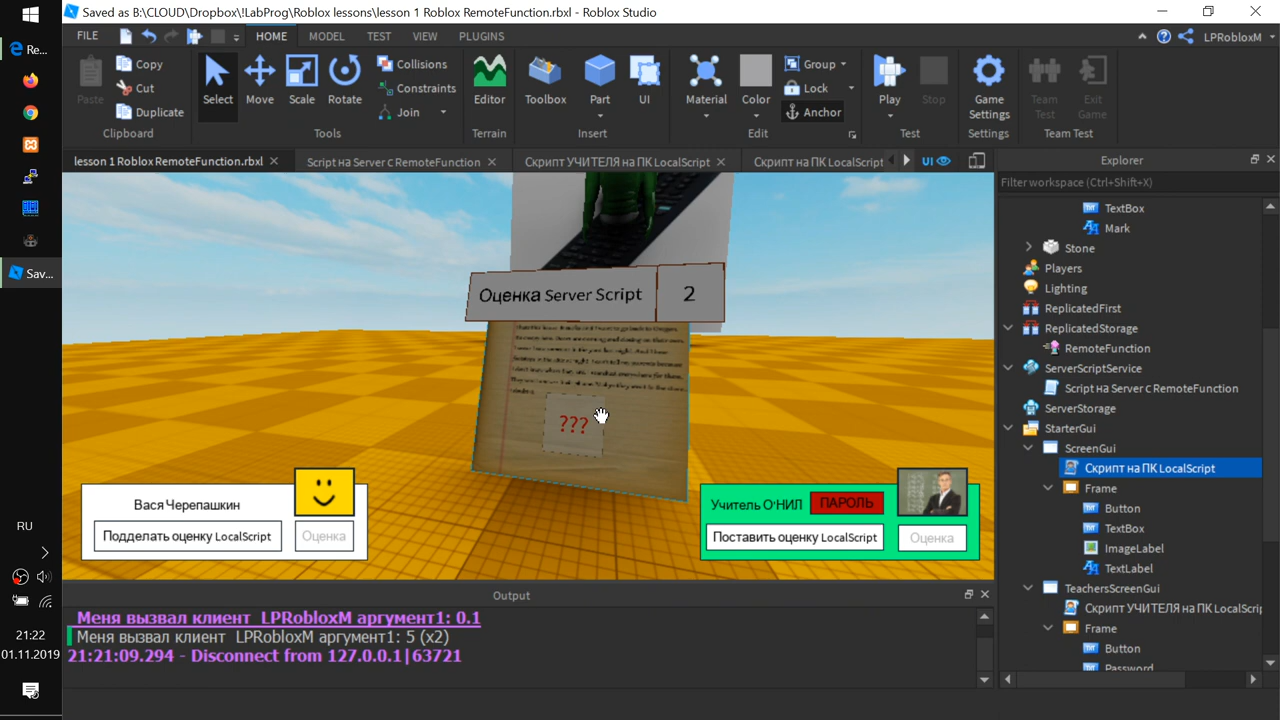 Saved as B:\CLOUD\Dropbox\!LabProg\Roblox lessons\lesson 1 Roblox RemoteFunction.rbxl - Roblox Studio
Re...
Sav...
RU
21:22
01.11.2019
FILE HOME MODEL TEST VIEW PLUGINS LPRobloxM
Paste Copy Cut Duplicate Clipboard
Select Move Scale Rotate Collisions Constraints Join Tools
Editor Terrain
Toolbox Part UI Insert
Material Color Group Lock Anchor Edit
Play Stop Test
Game Settings Settings
Team Test Exit Game Team Test
lesson 1 Roblox RemoteFunction.rbxl Script на Server с RemoteFunction Скрипт УЧИТЕЛЯ на ПК LocalScript Скрипт на ПК LocalScript UI
Оценка Server Script 2
???
Вася Черепашкин
Подделать оценку LocalScript Оценка
Учитель О'НИЛ ПАРОЛЬ
Поставить оценку LocalScript Оценка
Output
Меня вызвал клиент LPRobloxM аргумент1: 0.1
Меня вызвал клиент LPRobloxM аргумент1: 5 (x2)
21:21:09.294 - Disconnect from 127.0.0.1|63721
Explorer
Filter workspace (Ctrl+Shift+X)
TextBox
Mark
Stone
Players
Lighting
ReplicatedFirst
ReplicatedStorage
RemoteFunction
ServerScriptService
Script на Server с RemoteFunction
ServerStorage
StarterGui
ScreenGui
Скрипт на ПК LocalScript
Frame
Button
TextBox
ImageLabel
TextLabel
TeachersScreenGui
Скрипт УЧИТЕЛЯ на ПК LocalScrip
Frame
Button
Password